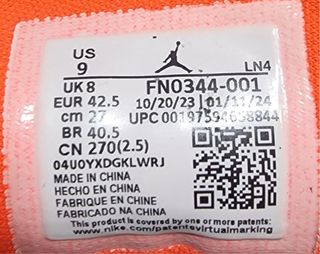 US
9
LN4
UK 8 FN0344-001
EUR 42.5 10/20/23 | 01/11/24
cm 27 UPC 00197594638844
BR 40.5
CN 270(2.5)
04U0YXDGKLWRJ
MADE IN CHINA
HECHO EN CHINA
FABRIQUE EN CHINE
FABRICADO NA CHINA
This product is covered by one or more patents:
www.nike.com/patentsvirtualmarking